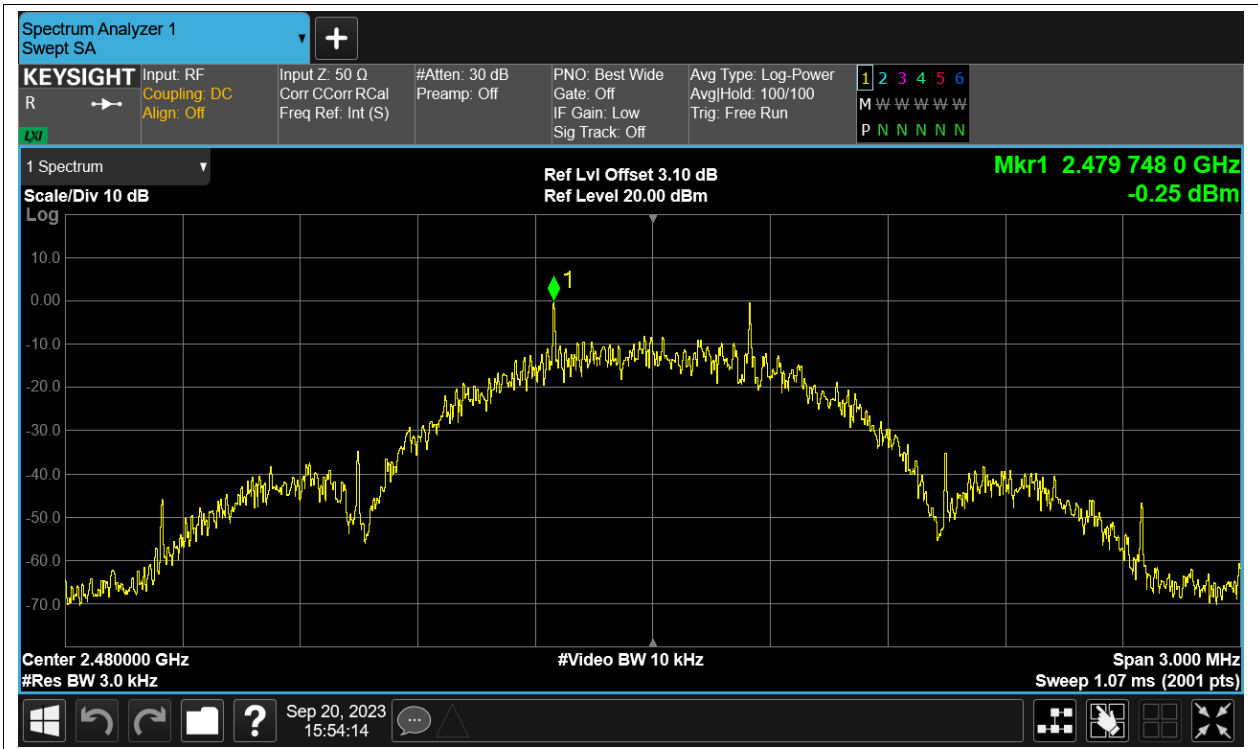 Spectrum Analyzer 1
Swept SA
+
KEYSIGHT
R
LXI
Input: RF
Coupling: DC
Align: Off
Input Z: 50 Ω
Corr CCorr RCal
Freq Ref: Int (S)
#Atten: 30 dB
Preamp: Off
PNO: Best Wide
Gate: Off
IF Gain: Low
Sig Track: Off
Avg Type: Log-Power
Avg|Hold: 100/100
Trig: Free Run
1 2 3 4 5 6
M W W W W W
P N N N N N
1 Spectrum
Scale/Div 10 dB
Log
Ref Lvl Offset 3.10 dB
Ref Level 20.00 dBm
Mkr1 2.479 748 0 GHz
-0.25 dBm
1
10.0
0.00
-10.0
-20.0
-30.0
-40.0
-50.0
-60.0
-70.0
Center 2.480000 GHz
#Res BW 3.0 kHz
#Video BW 10 kHz
Span 3.000 MHz
Sweep 1.07 ms (2001 pts)
?
Sep 20, 2023
15:54:14